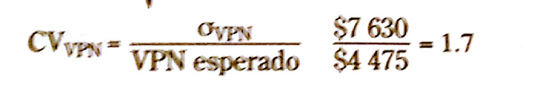 CV_VPN = σ_VPN / VPN esperado $7 630 / $4 475 = 1.7